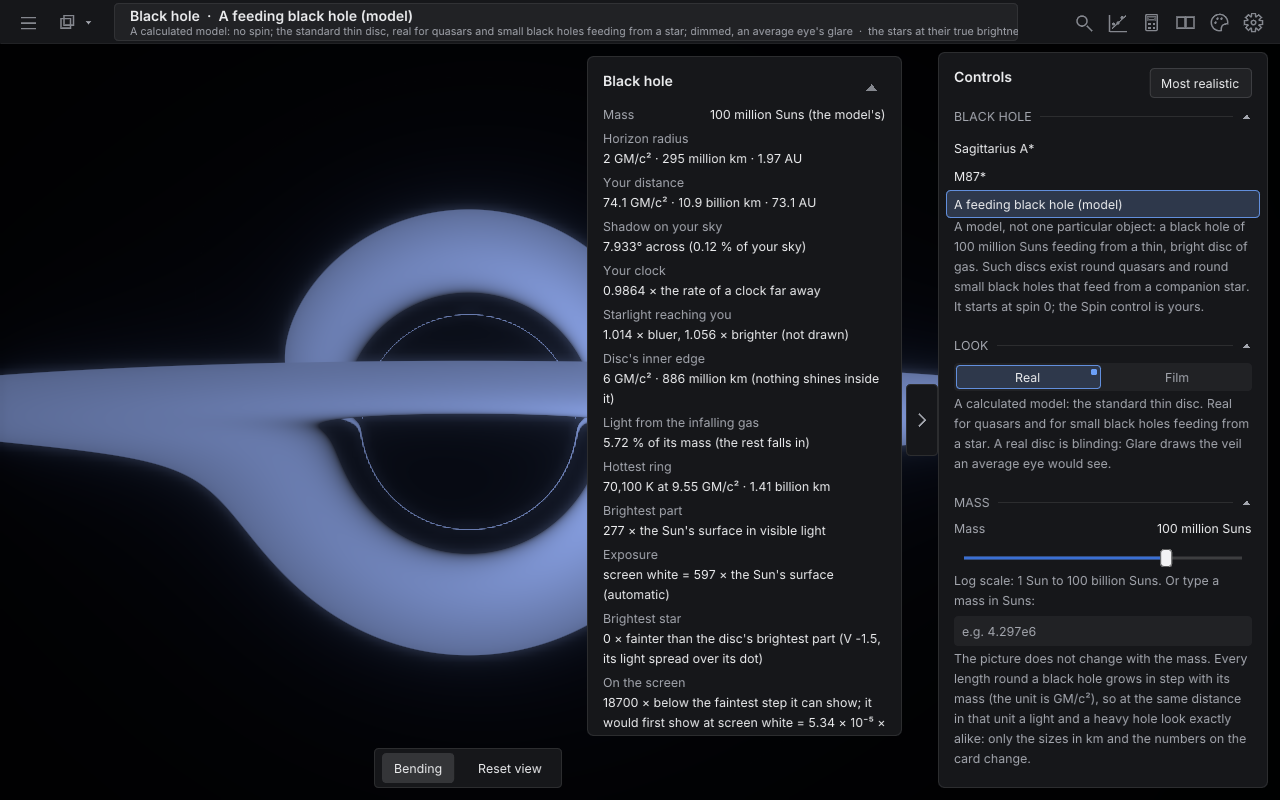 Black hole · A feeding black hole (model)
A calculated model: no spin; the standard thin disc, real for quasars and small black holes feeding from a star; dimmed, an average eye's glare · the stars at their true brightne
Black hole
Mass 100 million Suns (the model's)
Horizon radius
2 GM/c² · 295 million km · 1.97 AU
Your distance
74.1 GM/c² · 10.9 billion km · 73.1 AU
Shadow on your sky
7.933° across (0.12 % of your sky)
Your clock
0.9864 × the rate of a clock far away
Starlight reaching you
1.014 × bluer, 1.056 × brighter (not drawn)
Disc's inner edge
6 GM/c² · 886 million km (nothing shines inside
it)
Light from the infalling gas
5.72 % of its mass (the rest falls in)
Hottest ring
70,100 K at 9.55 GM/c² · 1.41 billion km
Brightest part
277 × the Sun's surface in visible light
Exposure
screen white = 597 × the Sun's surface
(automatic)
Brightest star
0 × fainter than the disc's brightest part (V -1.5,
its light spread over its dot)
On the screen
18700 × below the faintest step it can show; it
would first show at screen white = 5.34 × 10⁻⁵ ×
Bending
Reset view
Controls
Most realistic
BLACK HOLE
Sagittarius A*
M87*
A feeding black hole (model)
A model, not one particular object: a black hole of
100 million Suns feeding from a thin, bright disc of
gas. Such discs exist round quasars and round
small black holes that feed from a companion star.
It starts at spin 0; the Spin control is yours.
LOOK
Real
Film
A calculated model: the standard thin disc. Real
for quasars and for small black holes feeding from
a star. A real disc is blinding: Glare draws the veil
an average eye would see.
MASS
Mass 100 million Suns
Log scale: 1 Sun to 100 billion Suns. Or type a
mass in Suns:
e.g. 4.297e6
The picture does not change with the mass. Every
length round a black hole grows in step with its
mass (the unit is GM/c²), so at the same distance
in that unit a light and a heavy hole look exactly
alike: only the sizes in km and the numbers on the
card change.